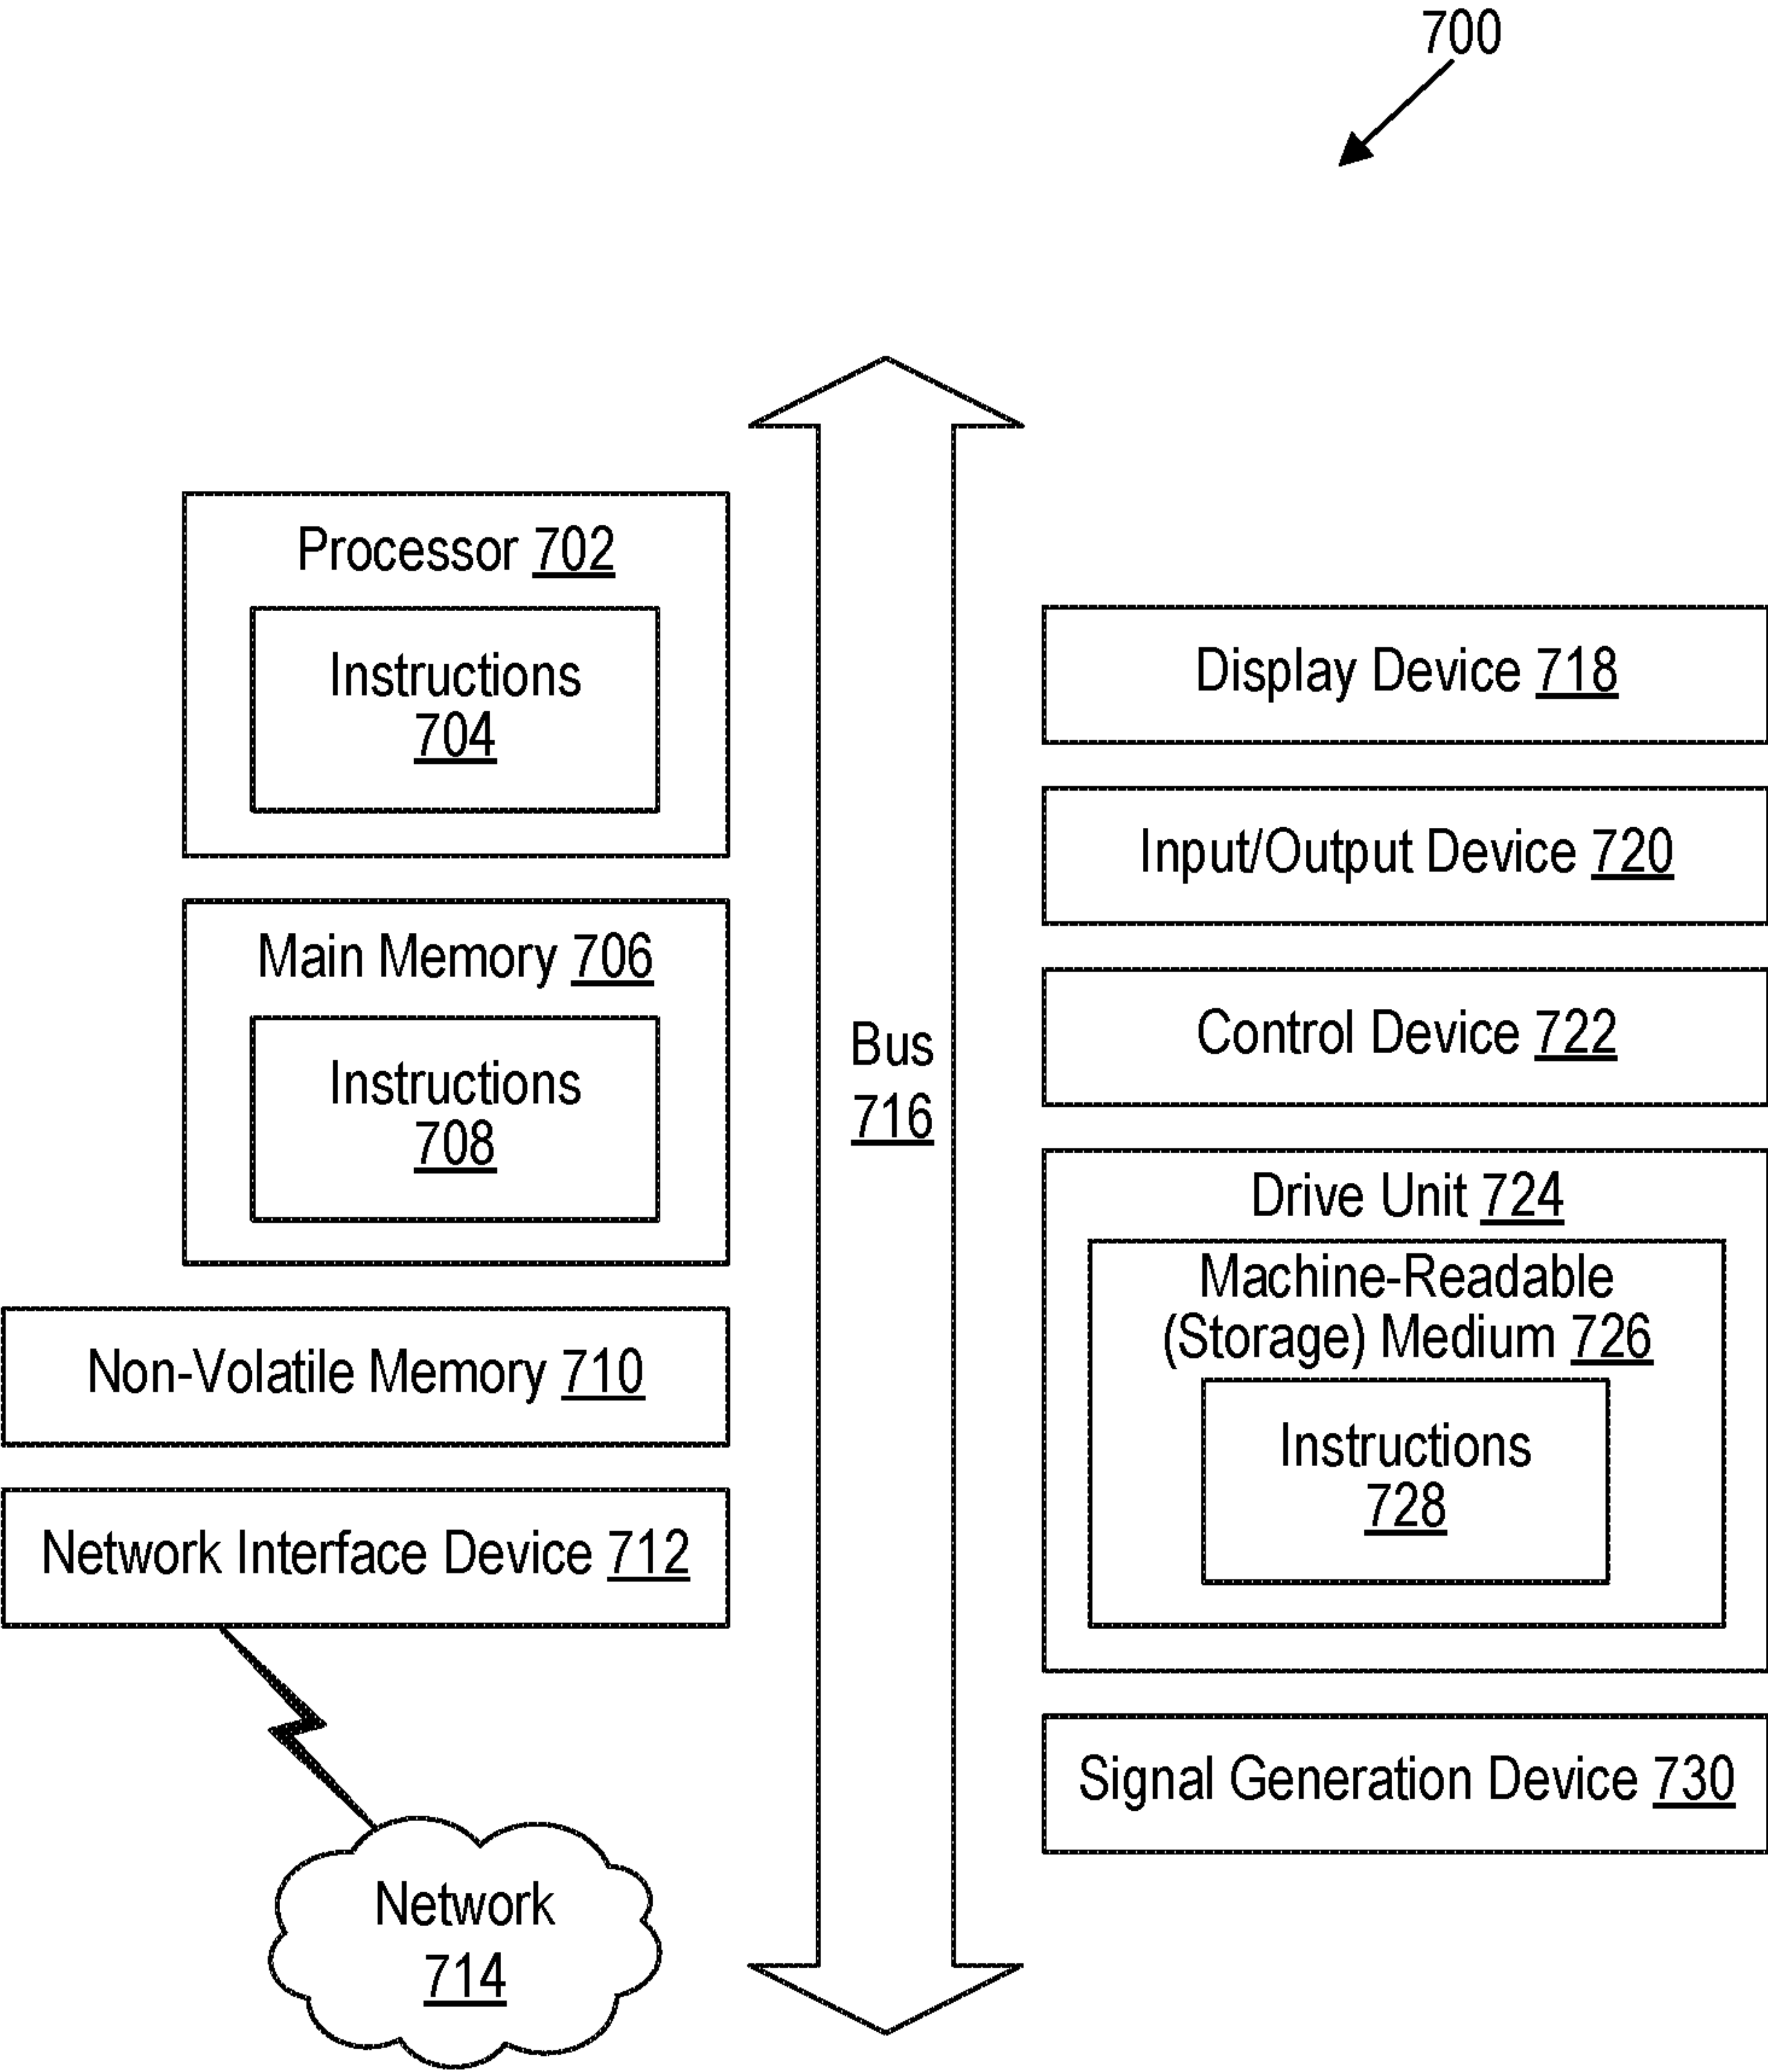 700
Processor 702
Instructions
704
Main Memory 706
Instructions
708
Non-Volatile Memory 710
Network Interface Device 712
Network
714
Bus
716
Display Device 718
Input/Output Device 720
Control Device 722
Drive Unit 724
Machine-Readable
(Storage) Medium 726
Instructions
728
Signal Generation Device 730